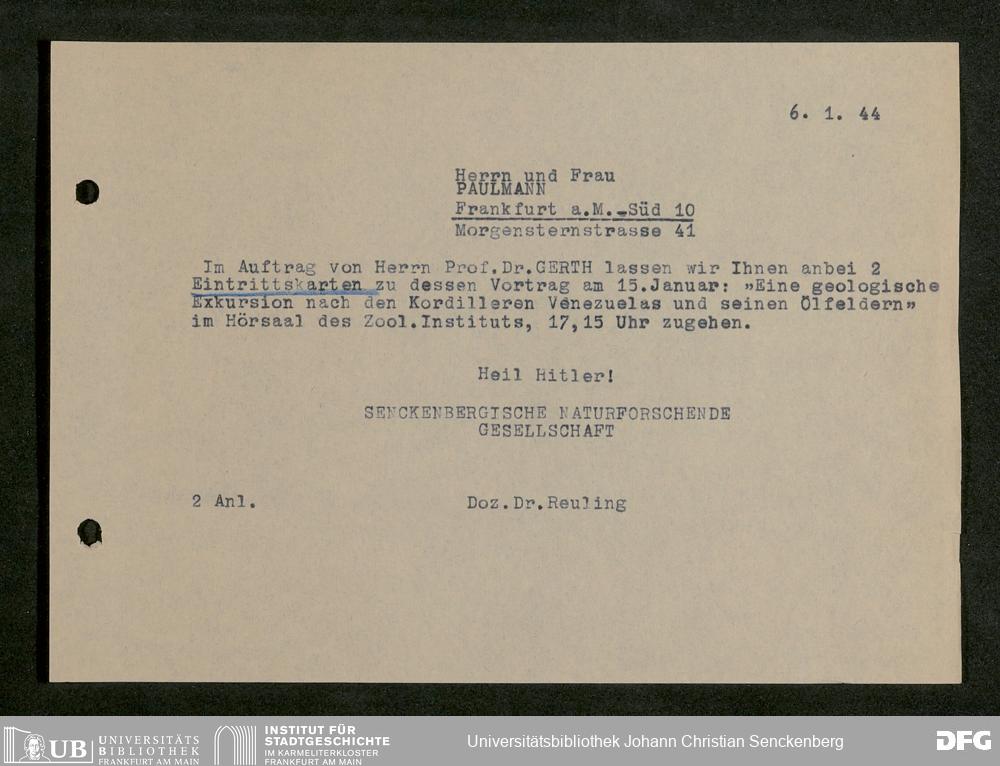 6. 1. 44
Herrn und Frau
PAULMANN
Frankfurt a.M.-Süd 10
Morgensternstrasse 41
Im Auftrag von Herrn Prof.Dr.GERTH lassen wir Ihnen anbei 2
Eintrittskarten zu dessen Vortrag am 15.Januar: „Eine geologische
Exkursion nach den Kordilleren Venezuelas und seinen Ölfeldern”
im Hörsaal des Zool.Instituts, 17,15 Uhr zugehen.
Heil Hitler!
SENCKENBERGISCHE NATURFORSCHENDE
GESELLSCHAFT
2 Anl. Doz.Dr.Reuling
UB UNIVERSITÄTS
BIBLIOTHEK
FRANKFURT AM MAIN
INSTITUT FÜR
STADTGESCHICHTE
IM KARMELITERKLOSTER
FRANKFURT AM MAIN
Universitätsbibliothek Johann Christian Senckenberg
DFG